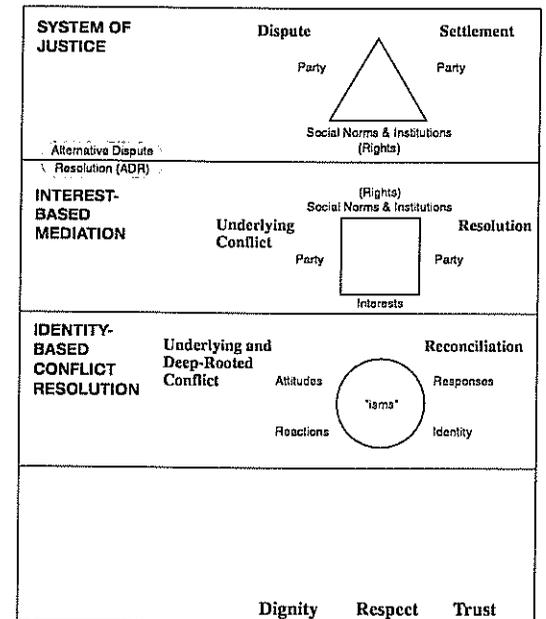 SYSTEM OF
JUSTICE
Dispute
Settlement
Party
Party
Social Norms & Institutions
(Rights)
Alternative Dispute
Resolution (ADR)
INTEREST-
BASED
MEDIATION
(Rights)
Social Norms & Institutions
Underlying
Conflict
Resolution
Party
Party
Interests
IDENTITY-
BASED
CONFLICT
RESOLUTION
Underlying and
Deep-Rooted
Conflict
Reconciliation
Attitudes
Responses
"isms"
Reactions
Identity
Dignity Respect Trust